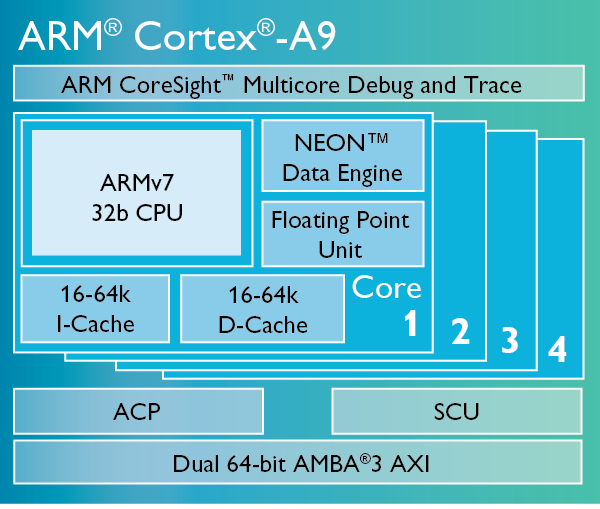 ARM® Cortex®-A9
ARM CoreSight™ Multicore Debug and Trace
ARMv7
32b CPU
NEON™
Data Engine
Floating Point
Unit
16-64k
I-Cache
16-64k
D-Cache
Core
1
2
3
4
ACP
SCU
Dual 64-bit AMBA®3 AXI